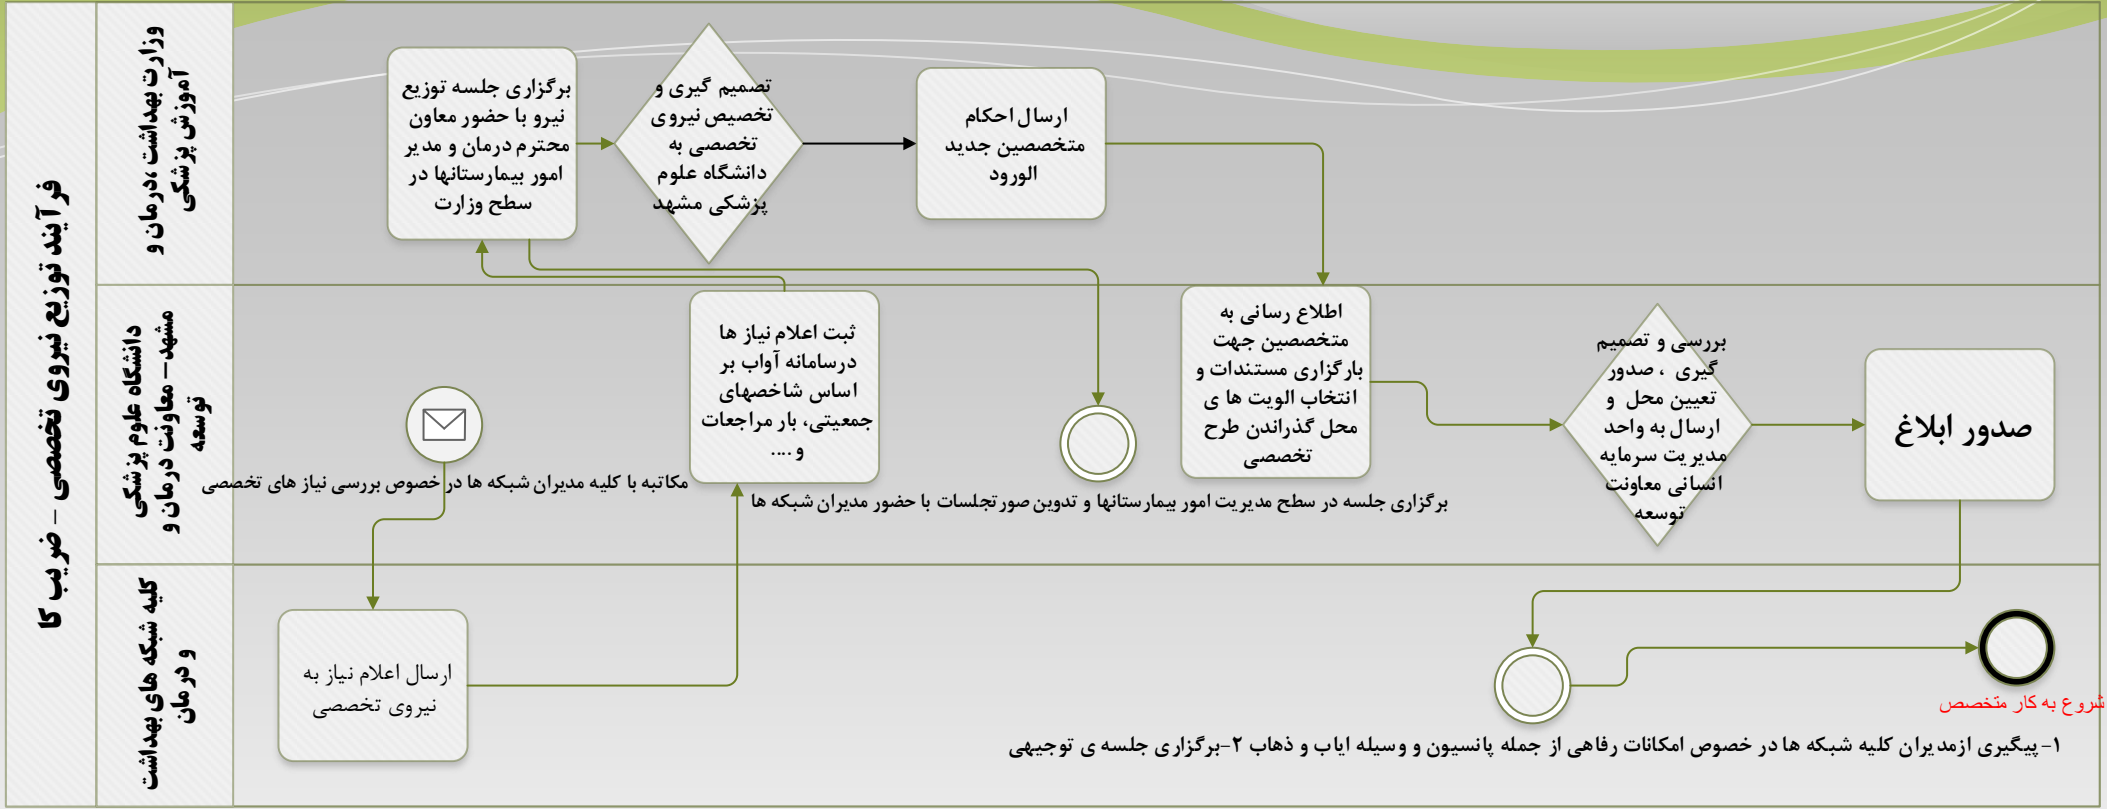 فرآیند توزیع نیروی تخصصی - ضریب کا
وزارت بهداشت ،درمان و
آموزش پزشکی
برگزاری جلسه توزیع
نیرو با حضور معاون
محترم درمان و مدیر
امور بیمارستانها در
سطح وزارت
تصمیم گیری و
تخصیص نیروی
تخصصی به
دانشگاه علوم
پزشکی مشهد
ارسال احکام
متخصصین جدید
الورود
دانشگاه علوم پزشکی
مشهد– معاونت درمان و
توسعه
مکاتبه با کلیه مدیران شبکه ها در خصوص بررسی نیاز های تخصصی
ثبت اعلام نیاز ها
درسامانه آواب بر
اساس شاخصهای
جمعیتی، بار مراجعات
و ....
برگزاری جلسه در سطح مدیریت امور بیمارستانها و تدوین صورتجلسات با حضور مدیران شبکه ها
اطلاع رسانی به
متخصصین جهت
بارگزاری مستندات و
انتخاب الویت ها ی
محل گذراندن طرح
تخصصی
بررسی و تصمیم
گیری ، صدور
تعیین محل و
ارسال به واحد
مدیریت سرمایه
انسانی معاونت
توسعه
صدور ابلاغ
کلیه شبکه های بهداشت
و درمان
ارسال اعلام نیاز به
نیروی تخصصی
شروع به کار متخصص
۱- پیگیری ازمدیران کلیه شبکه ها در خصوص امکانات رفاهی از جمله پانسیون و وسیله ایاب و ذهاب ۲-برگزاری جلسه ی توجیهی